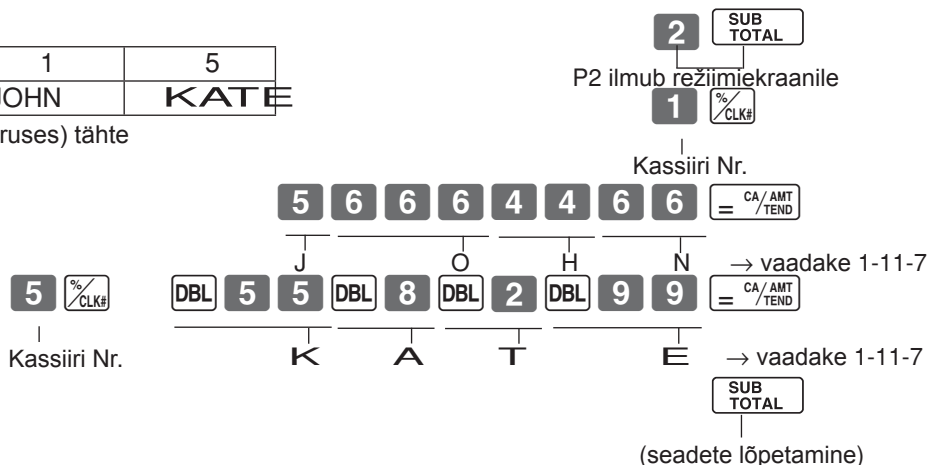 2 SUB TOTAL
1 5
P2 ilmub režiimiekraanile
JOHN KATE
1 %/CLK#
ruses) tähte
Kassiiri Nr.
5 6 6 6 4 4 6 6 = CA/AMT TEND
J O H N → vaadake 1-11-7
5 %/CLK# DBL 5 5 DBL 8 DBL 2 DBL 9 9 = CA/AMT TEND
Kassiiri Nr. K A T E → vaadake 1-11-7
SUB TOTAL
(seadete lõpetamine)